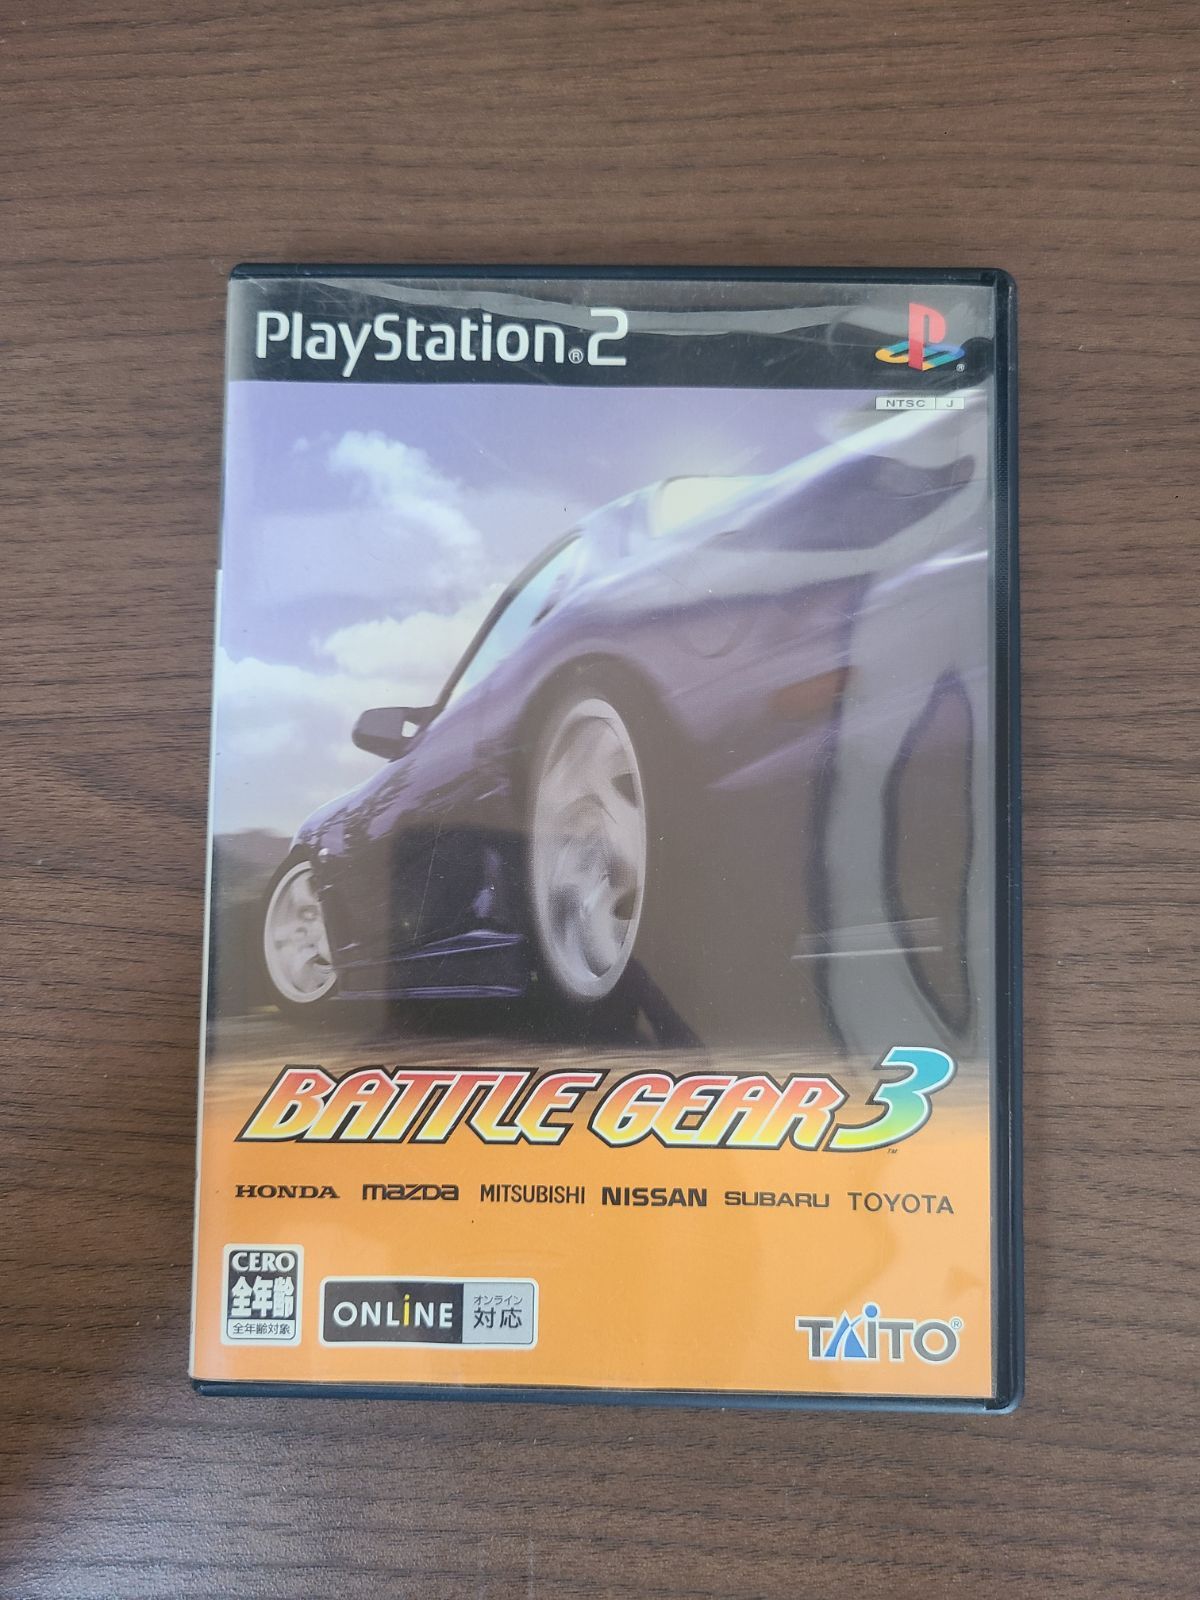 PlayStation®2
NTSC J
BATTLE GEAR 3™
HONDA mazda MITSUBISHI NISSAN SUBARU TOYOTA
CERO
全年齢
全年齢対象
ONLiNE
オンライン
対応
TAiTO®